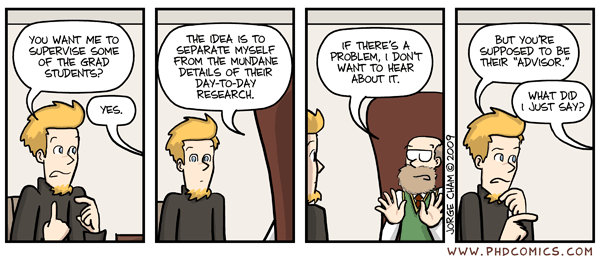 YOU WANT ME TO
SUPERVISE SOME
OF THE GRAD
STUDENTS?
YES.
THE IDEA IS TO
SEPARATE MYSELF
FROM THE MUNDANE
DETAILS OF THEIR
DAY-TO-DAY
RESEARCH.
IF THERE'S A
PROBLEM, I DON'T
WANT TO HEAR
ABOUT IT.
JORGE CHAM © 2009
BUT YOU'RE
SUPPOSED TO BE
THEIR "ADVISOR."
WHAT DID
I JUST SAY?
WWW.PHDCOMICS.COM